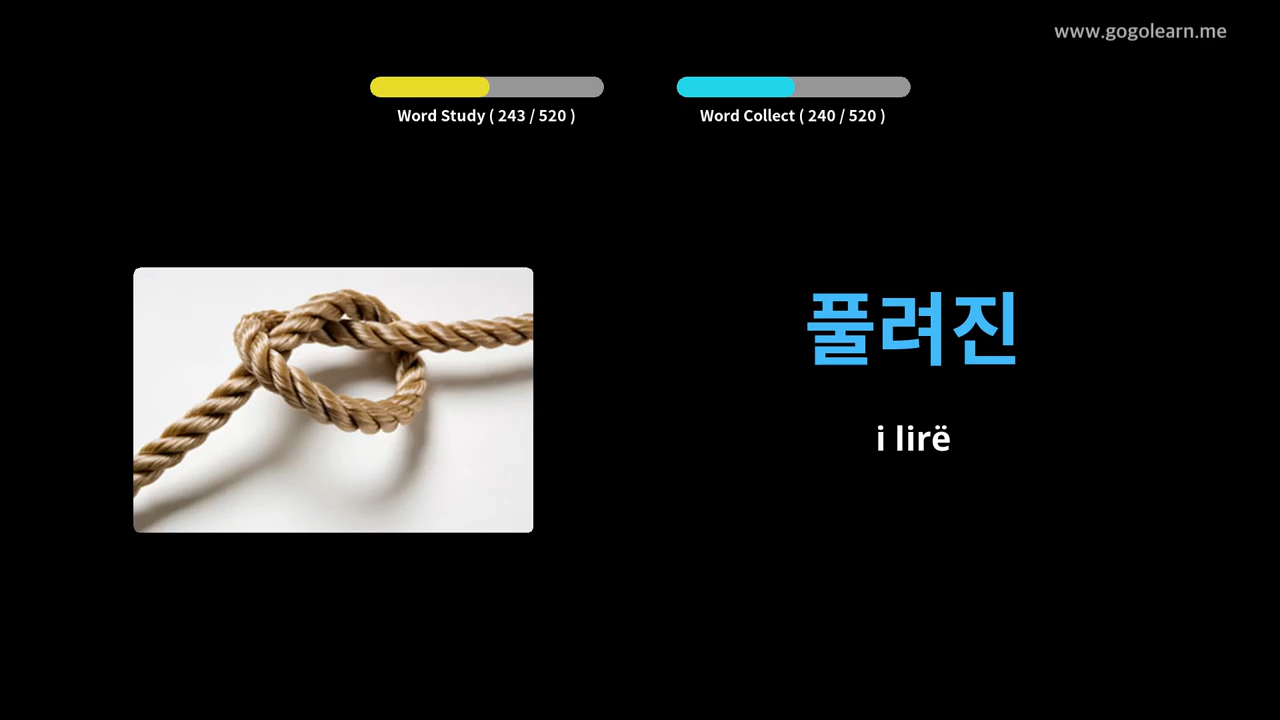 www.gogolearn.me
Word Study ( 243 / 520 )
Word Collect ( 240 / 520 )
풀려진
i lirë